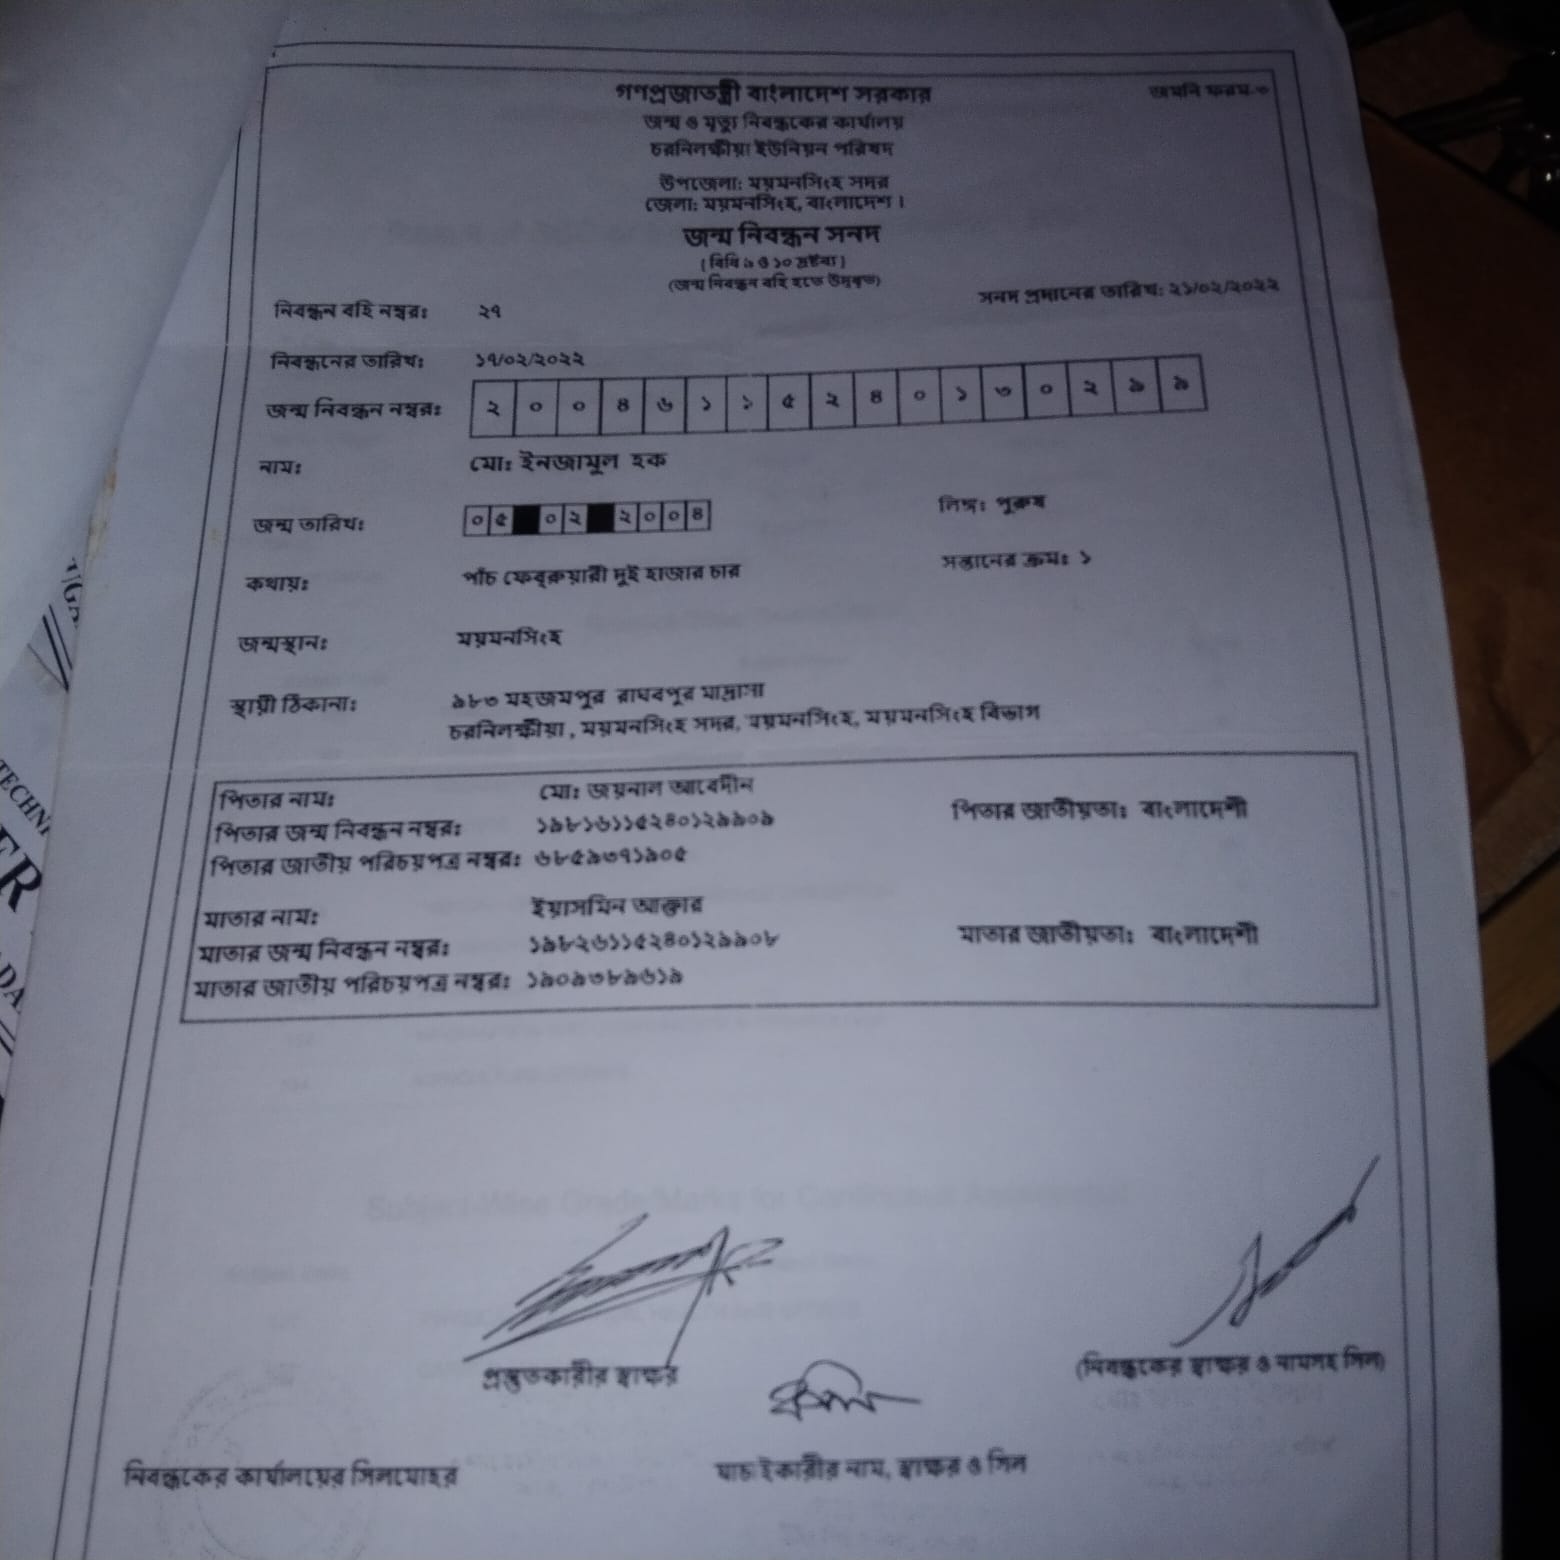 গণপ্রজাতন্ত্রী বাংলাদেশ সরকার
জন্ম ও মৃত্যু নিবন্ধকের কার্যালয়
চরনিলক্ষীয়া ইউনিয়ন পরিষদ
উপজেলা: ময়মনসিংহ সদর
জেলা: ময়মনসিংহ, বাংলাদেশ।
জন্ম নিবন্ধন সনদ
(বিধি ৯ ও ১০ দ্রষ্টব্য)
(জন্ম নিবন্ধন বহি হতে উদ্ধৃত)
নিবন্ধন বহি নম্বরঃ ২৭ সনদ প্রদানের তারিখ: ২১/০২/২০২২
নিবন্ধনের তারিখঃ ১৭/০২/২০২২
জন্ম নিবন্ধন নম্বরঃ ২ ০ ০ ৪ ৬ ১ ১ ৫ ২ ৪ ০ ১ ৩ ০ ২ ৯ ৯
নামঃ মোঃ ইনজামুল হক
জন্ম তারিখঃ ০৫ ০২ ২০০৪ লিঙ্গঃ পুরুষ
কথায়ঃ পাঁচ ফেব্রুয়ারী দুই হাজার চার সন্তানের ক্রমঃ ১
জন্মস্থানঃ ময়মনসিংহ
স্থায়ী ঠিকানাঃ ৯৮৩ মহজমপুর রাঘবপুর মাদ্রাসা
চরনিলক্ষীয়া, ময়মনসিংহ সদর, ময়মনসিংহ, ময়মনসিংহ বিভাগ
পিতার নামঃ মোঃ জয়নাল আবেদীন
পিতার জন্ম নিবন্ধন নম্বরঃ ১৯৮১৬১১৫২৪০১২৯৯০৯ পিতার জাতীয়তাঃ বাংলাদেশী
পিতার জাতীয় পরিচয়পত্র নম্বরঃ ৬৮৫৯৩৭১৯০৫
মাতার নামঃ ইয়াসমিন আক্তার
মাতার জন্ম নিবন্ধন নম্বরঃ ১৯৮২৬১১৫২৪০১২৯৯০৮ মাতার জাতীয়তাঃ বাংলাদেশী
মাতার জাতীয় পরিচয়পত্র নম্বরঃ ১৯০৯৩৮৯৬১৯
Subject-Wise Grade/Marks for Continuous Assessment
প্রস্তুতকারীর স্বাক্ষর
(নিবন্ধকের স্বাক্ষর ও নামসহ সিল)
নিবন্ধকের কার্যালয়ের সিলমোহর
যাচাইকারীর নাম, স্বাক্ষর ও সিল